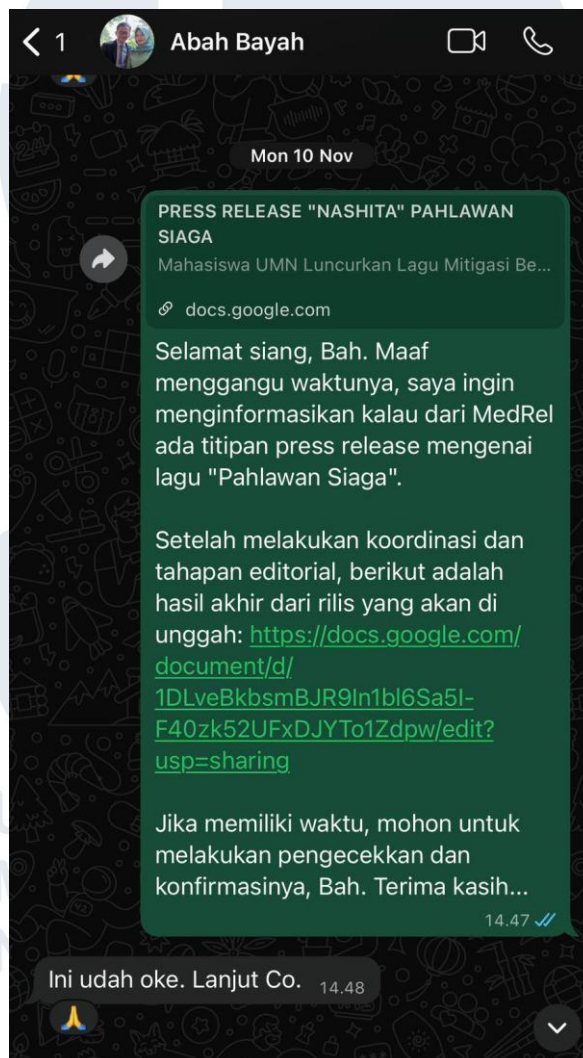 1
Abah Bayah
Mon 10 Nov
PRESS RELEASE "NASHITA" PAHLAWAN
SIAGA
Mahasiswa UMN Luncurkan Lagu Mitigasi Be...
docs.google.com
Selamat siang, Bah. Maaf
menggangu waktunya, saya ingin
menginformasikan kalau dari MedRel
ada titipan press release mengenai
lagu "Pahlawan Siaga".
Setelah melakukan koordinasi dan
tahapan editorial, berikut adalah
hasil akhir dari rilis yang akan di
unggah: https://docs.google.com/
document/d/
1DLveBkbsmBJR9In1bl6Sa5I-
F40zk52UFxDJYTo1Zdpw/edit?
usp=sharing
Jika memiliki waktu, mohon untuk
melakukan pengecekkan dan
konfirmasinya, Bah. Terima kasih...
14.47
Ini udah oke. Lanjut Co. 14.48